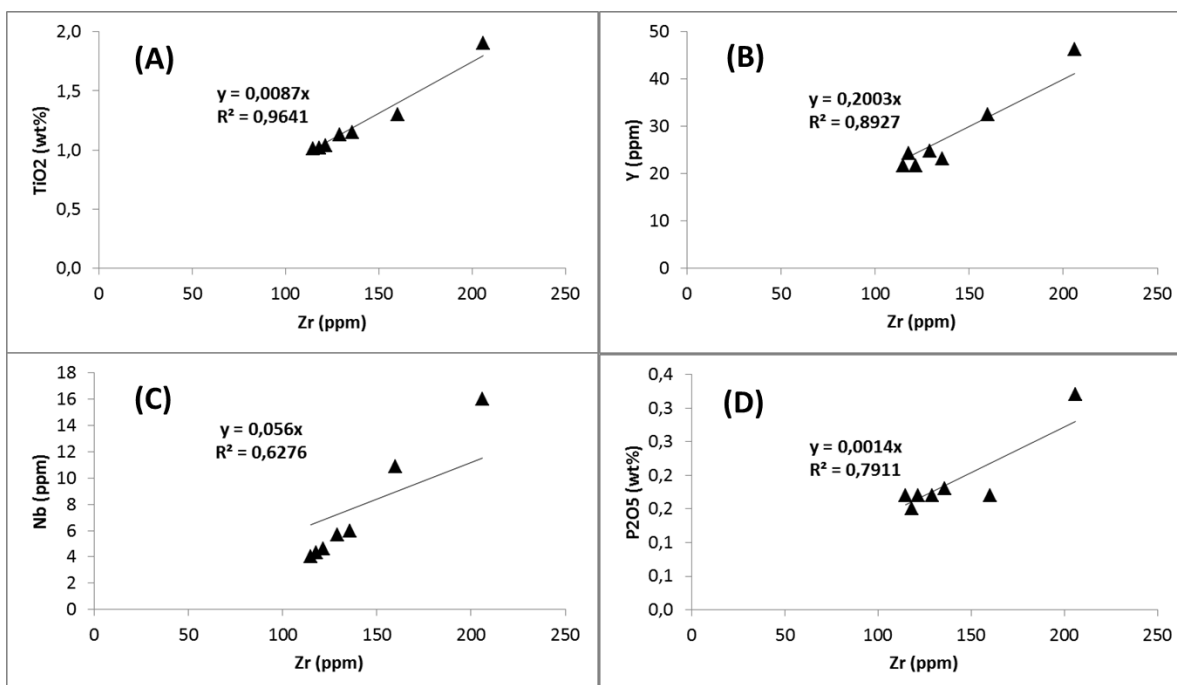 (A)
y = 0,0087x
R² = 0,9641
TiO2 (wt%)
2,0
1,5
1,0
0,5
0,0
0 50 100 150 200 250
Zr (ppm)
(B)
y = 0,2003x
R² = 0,8927
Y (ppm)
50
40
30
20
10
0
0 50 100 150 200 250
Zr (ppm)
(C)
y = 0,056x
R² = 0,6276
Nb (ppm)
18
16
14
12
10
8
6
4
2
0
0 50 100 150 200 250
Zr (ppm)
(D)
y = 0,0014x
R² = 0,7911
P2O5 (wt%)
0,4
0,3
0,3
0,2
0,2
0,1
0,1
0,0
0 50 100 150 200 250
Zr (ppm)